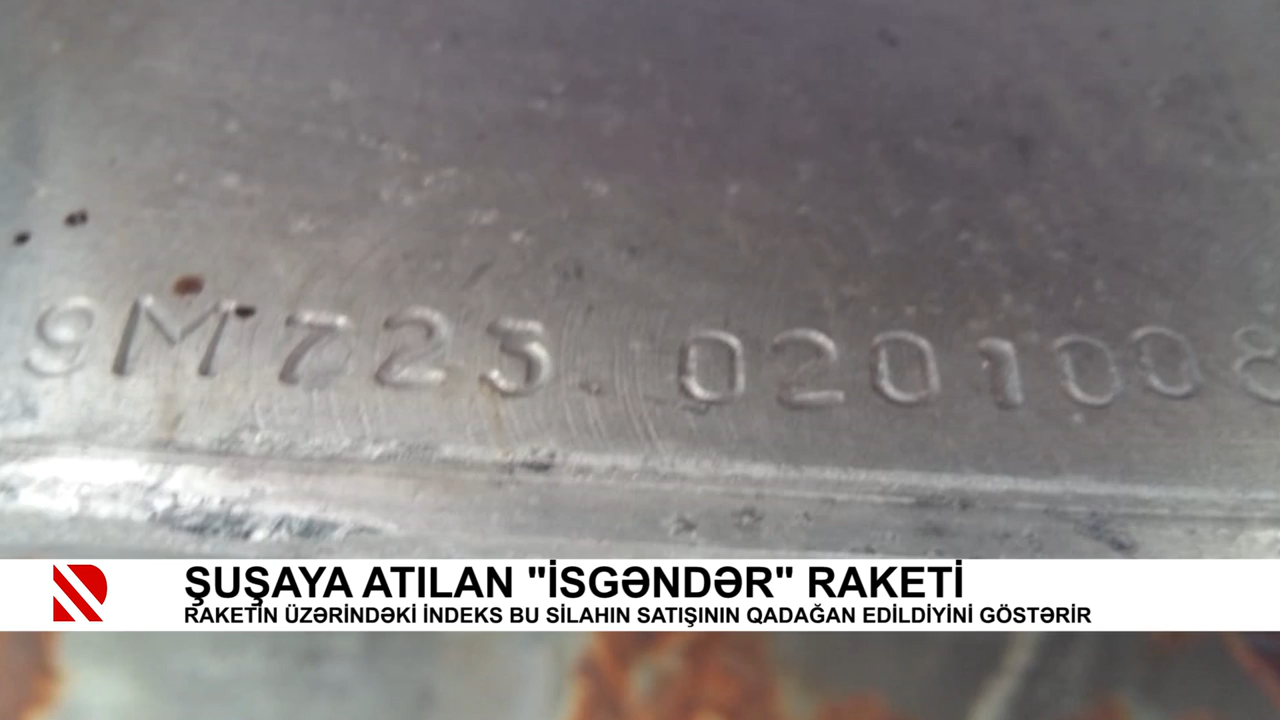 9M723 . 0201008
ŞUŞAYA ATILAN "İSGƏNDƏR" RAKETİ
RAKETİN ÜZƏRİNDƏKİ İNDEKS BU SİLAHIN SATIŞININ QADAĞAN EDİLDİYİNİ GÖSTƏRİR